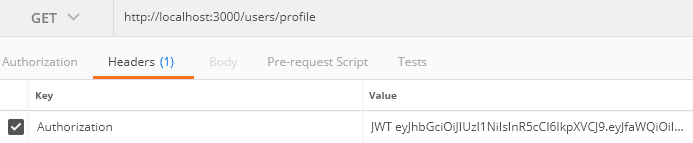 GET http://localhost:3000/users/profile
Authorization Headers (1) Body Pre-request Script Tests
Key Value
Authorization JWT eyJhbGciOiJIUzI1NiIsInR5cCI6IkpXVCJ9.eyJfaWQiOiI...